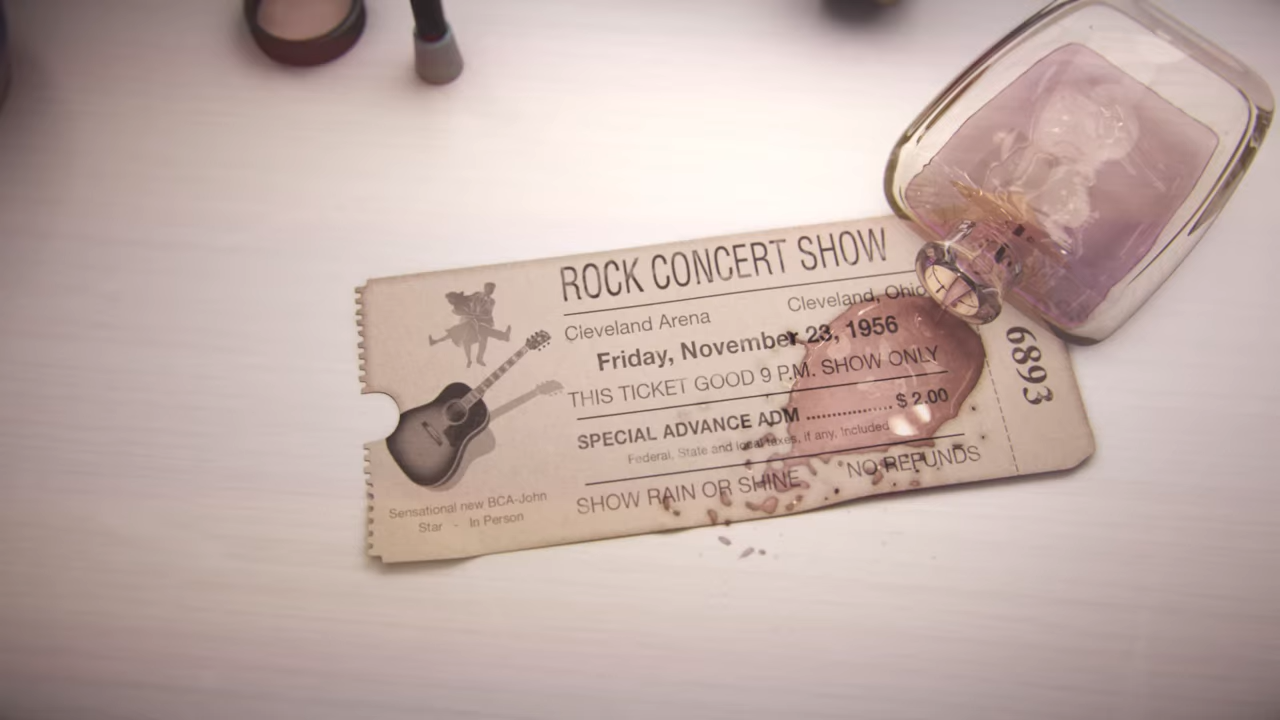 ROCK CONCERT SHOW
Cleveland Arena Cleveland, Ohio
Friday, November 23, 1956
THIS TICKET GOOD 9 P.M. SHOW ONLY
SPECIAL ADVANCE ADM .................. $ 2.00
Federal, State and local taxes, if any, Included
SHOW RAIN OR SHINE NO REFUNDS
Sensational new BCA-John
Star - In Person
6893